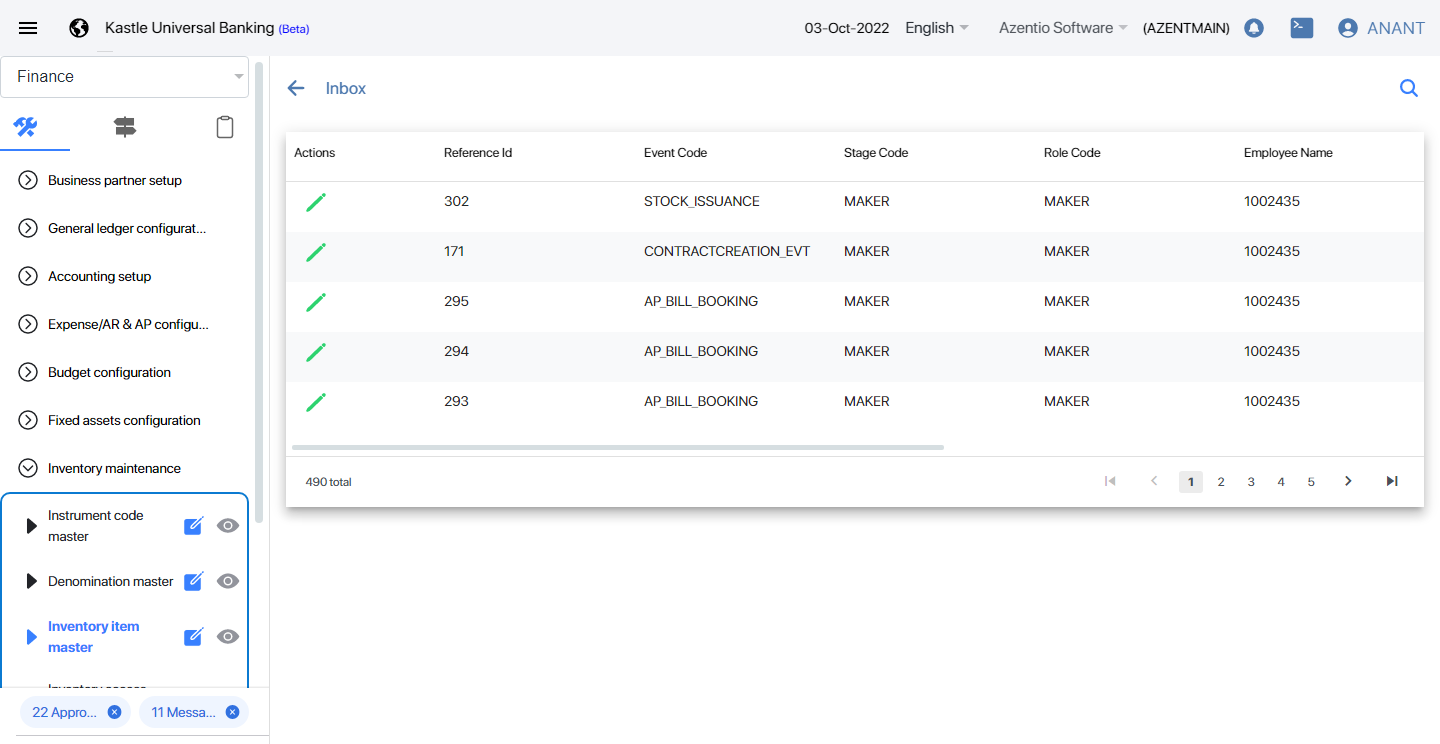 Kastle Universal Banking (Beta)
03-Oct-2022 English Azentio Software (AZENTMAIN) ANANT
Finance
Business partner setup
General ledger configurat...
Accounting setup
Expense/AR & AP configu...
Budget configuration
Fixed assets configuration
Inventory maintenance
Instrument code
master
Denomination master
Inventory item
master
22 Appro... 11 Messa...
Inbox
Actions Reference Id Event Code Stage Code Role Code Employee Name
302 STOCK_ISSUANCE MAKER MAKER 1002435
171 CONTRACTCREATION_EVT MAKER MAKER 1002435
295 AP_BILL_BOOKING MAKER MAKER 1002435
294 AP_BILL_BOOKING MAKER MAKER 1002435
293 AP_BILL_BOOKING MAKER MAKER 1002435
490 total 1 2 3 4 5